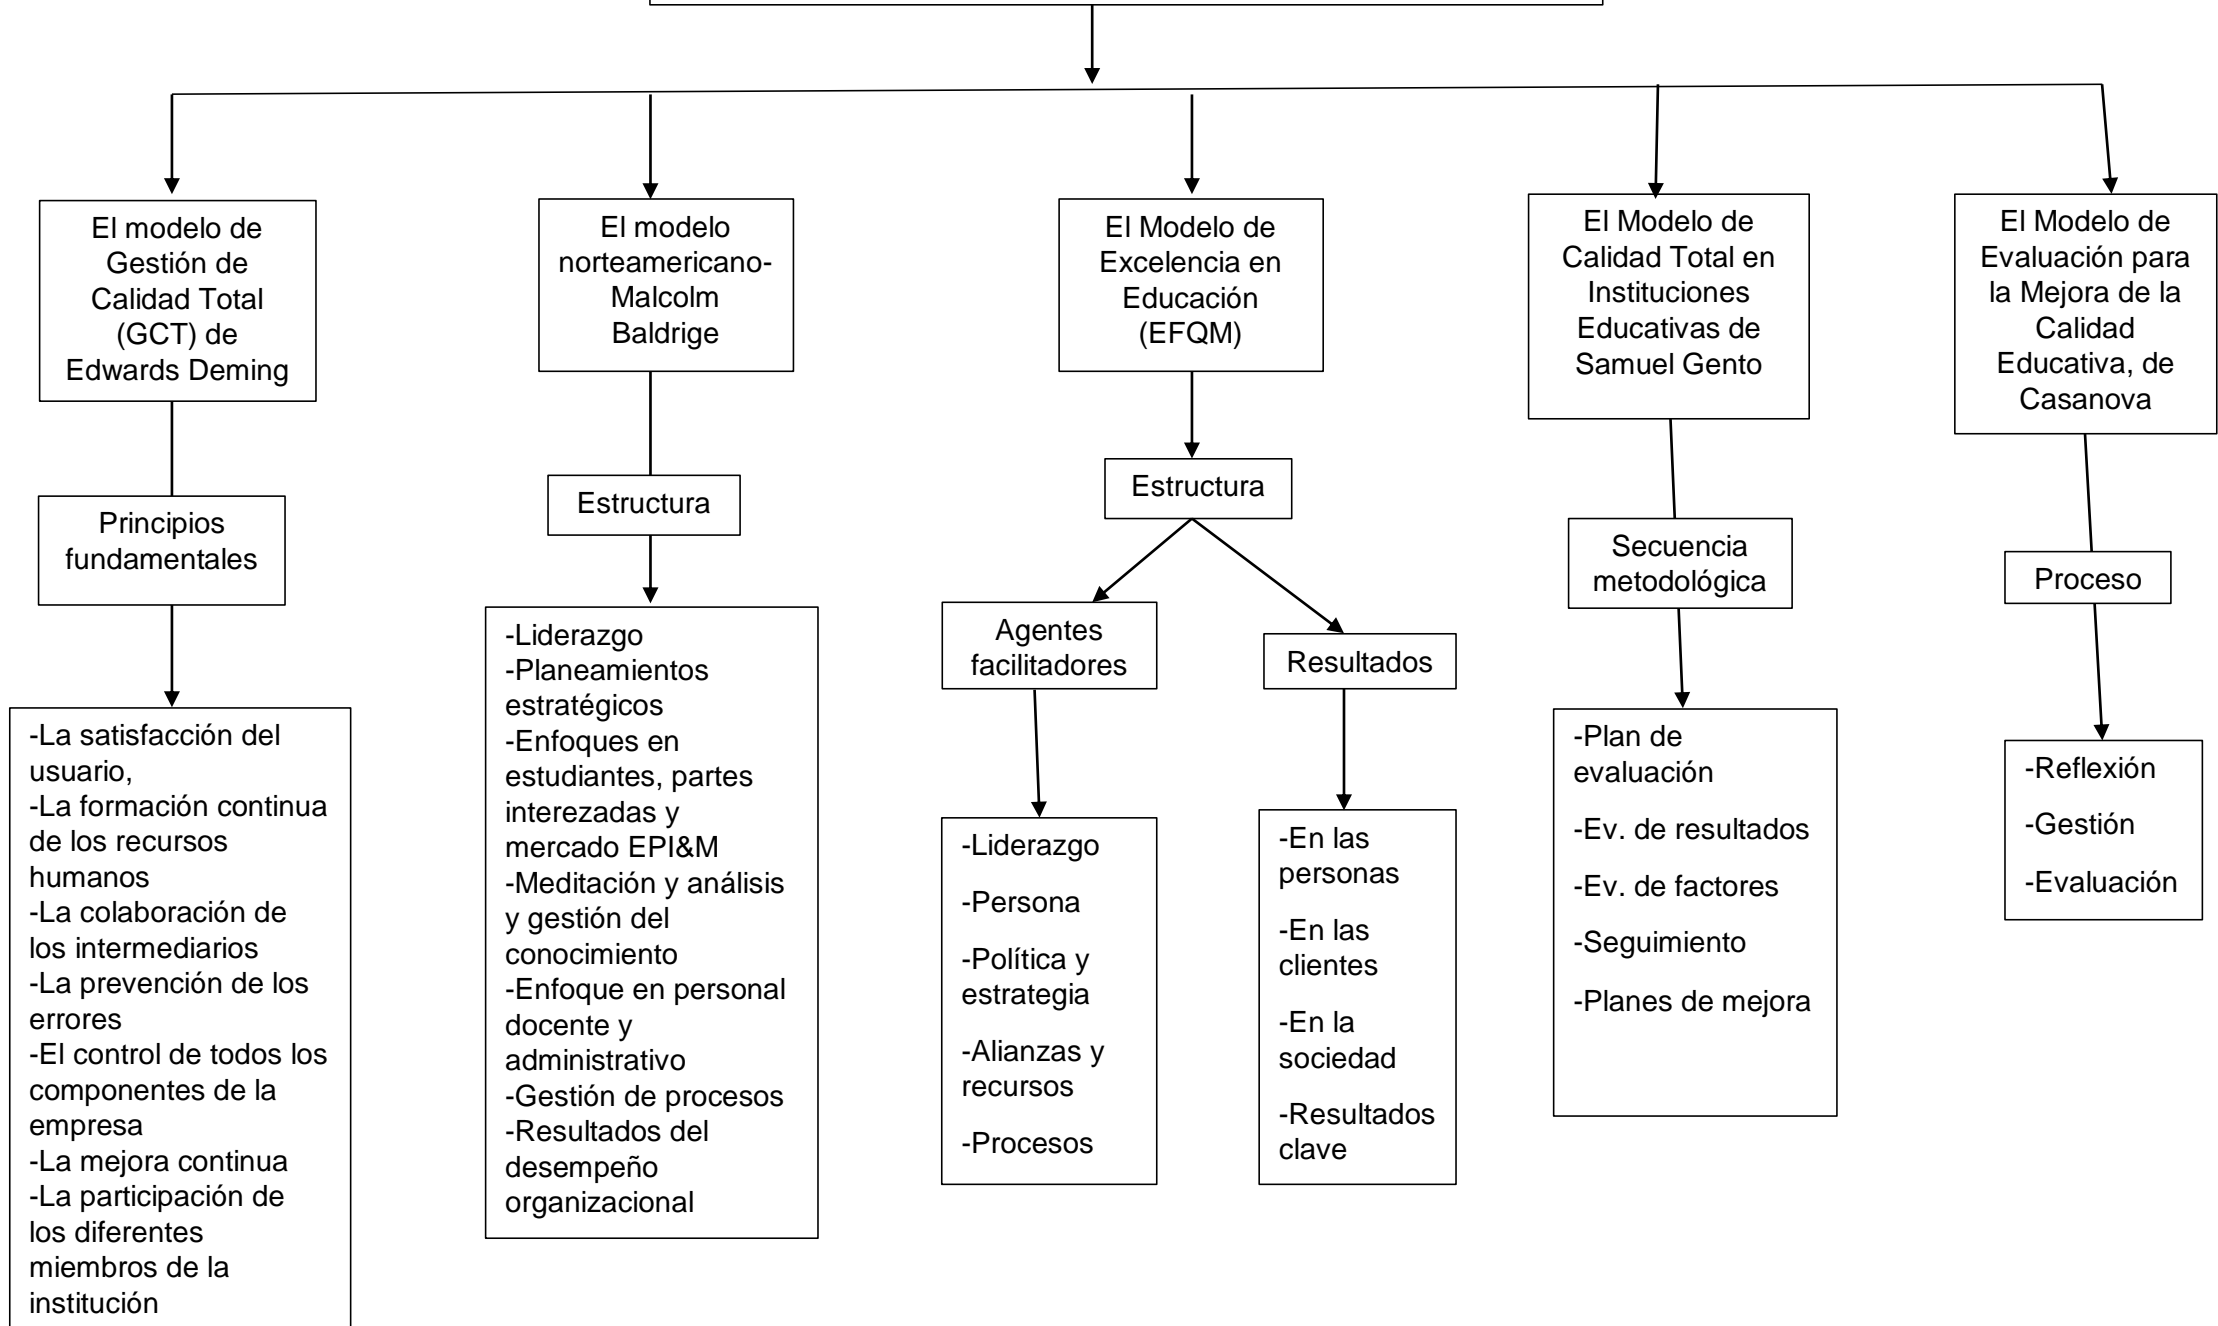 El modelo de
Gestión de
Calidad Total
(GCT) de
Edwards Deming
El modelo
norteamericano-
Malcolm
Baldrige
El Modelo de
Excelencia en
Educación
(EFQM)
El Modelo de
Calidad Total en
Instituciones
Educativas de
Samuel Gento
El Modelo de
Evaluación para
la Mejora de la
Calidad
Educativa, de
Casanova
Principios
fundamentales
Estructura
Estructura
Secuencia
metodológica
Proceso
Agentes
facilitadores
Resultados
-La satisfacción del
usuario,
-La formación continua
de los recursos
humanos
-La colaboración de
los intermediarios
-La prevención de los
errores
-El control de todos los
componentes de la
empresa
-La mejora continua
-La participación de
los diferentes
miembros de la
institución
-Liderazgo
-Planeamientos
estratégicos
-Enfoques en
estudiantes, partes
interezadas y
mercado EPI&M
-Meditación y análisis
y gestión del
conocimiento
-Enfoque en personal
docente y
administrativo
-Gestión de procesos
-Resultados del
desempeño
organizacional
-Liderazgo
-Persona
-Política y
estrategia
-Alianzas y
recursos
-Procesos
-En las
personas
-En las
clientes
-En la
sociedad
-Resultados
clave
-Plan de
evaluación
-Ev. de resultados
-Ev. de factores
-Seguimiento
-Planes de mejora
-Reflexión
-Gestión
-Evaluación